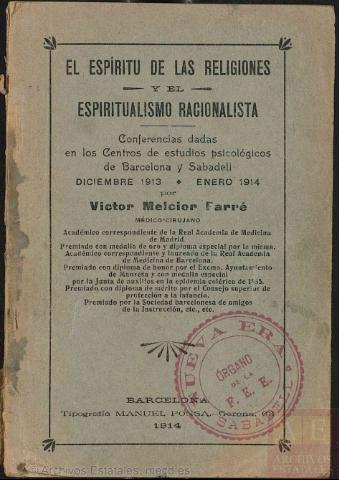 EL ESPÍRITU DE LAS RELIGIONES
Y EL
ESPIRITUALISMO RACIONALISTA
Conferencias dadas
en los Centros de estudios psicológicos
de Barcelona y Sabadell
DICIEMBRE 1913 ENERO 1914
por
Victor Melcior Farré
MÉDICO-CIRUJANO
Académico correspondiente de la Real Academia de Medicina
de Madrid.
Premiado con medalla de oro y diploma especial por la misma.
Académico correspondiente y laureado de la Real Academia
de Medicina de Barcelona.
Premiado con diploma de honor por el Excmo. Ayuntamiento
de Manresa y con medalla especial
por la Junta de auxilios en la epidemia colérica de 1885.
Premiado con diploma de mérito por el Consejo superior de
protección a la infancia.
Premiado por la Sociedad barcelonesa de amigos
de la Instrucción, etc., etc.
NUEVA ERA
ÓRGANO
DE LA
F. E. E.
SABADELL
BARCELONA
Tipografía MANUEL PONSA.-Gerona,
1914
ARCHIVOS
ESTATALES
© Archivos Estatales, mecd.es